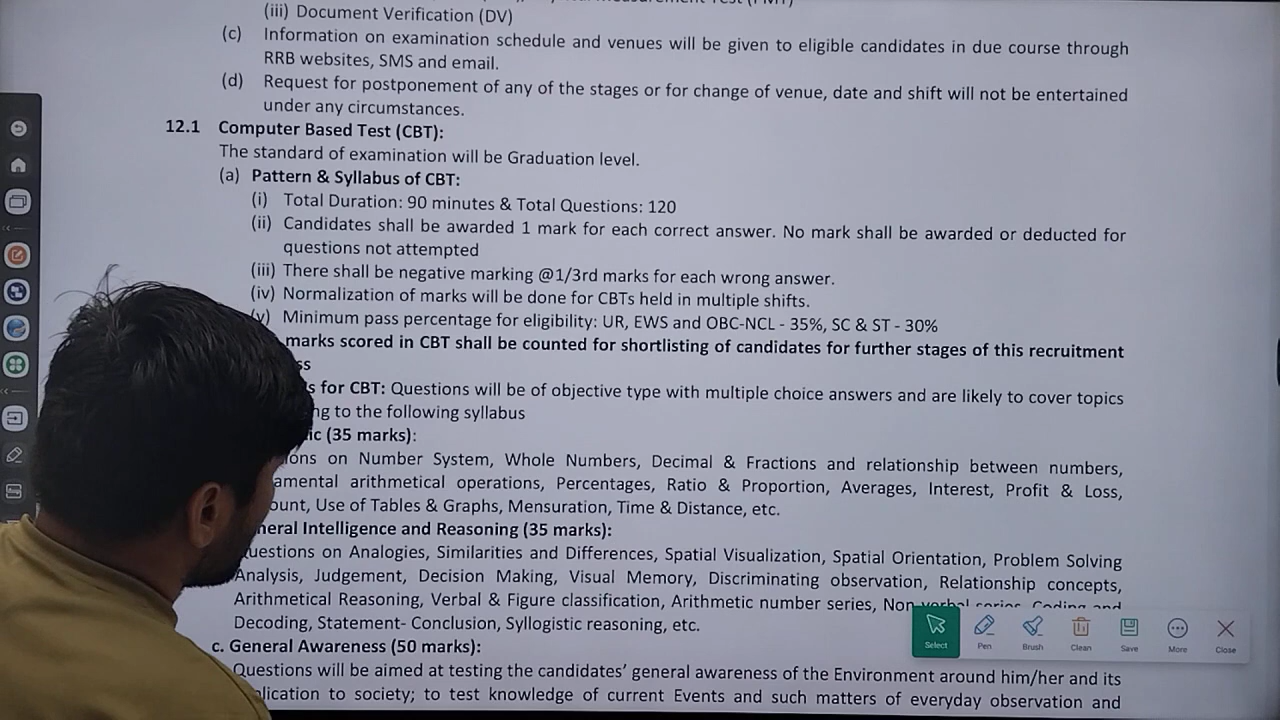 (iii) Document Verification (DV)
(c) Information on examination schedule and venues will be given to eligible candidates in due course through
RRB websites, SMS and email.
(d) Request for postponement of any of the stages or for change of venue, date and shift will not be entertained
under any circumstances.
12.1 Computer Based Test (CBT):
The standard of examination will be Graduation level.
(a) Pattern & Syllabus of CBT:
(i) Total Duration: 90 minutes & Total Questions: 120
(ii) Candidates shall be awarded 1 mark for each correct answer. No mark shall be awarded or deducted for
questions not attempted
(iii) There shall be negative marking @1/3rd marks for each wrong answer.
(iv) Normalization of marks will be done for CBTs held in multiple shifts.
(v) Minimum pass percentage for eligibility: UR, EWS and OBC-NCL - 35%, SC & ST - 30%
marks scored in CBT shall be counted for shortlisting of candidates for further stages of this recruitment
for CBT: Questions will be of objective type with multiple choice answers and are likely to cover topics
to the following syllabus
(35 marks):
on Number System, Whole Numbers, Decimal & Fractions and relationship between numbers,
arithmetical operations, Percentages, Ratio & Proportion, Averages, Interest, Profit & Loss,
Use of Tables & Graphs, Mensuration, Time & Distance, etc.
Intelligence and Reasoning (35 marks):
Questions on Analogies, Similarities and Differences, Spatial Visualization, Spatial Orientation, Problem Solving
Analysis, Judgement, Decision Making, Visual Memory, Discriminating observation, Relationship concepts,
Arithmetical Reasoning, Verbal & Figure classification, Arithmetic number series, Non-verbal series, Coding and
Decoding, Statement- Conclusion, Syllogistic reasoning, etc.
c. General Awareness (50 marks):
Questions will be aimed at testing the candidates' general awareness of the Environment around him/her and its
to society; to test knowledge of current Events and such matters of everyday observation and
Select Pen Brush Clean Save More Close